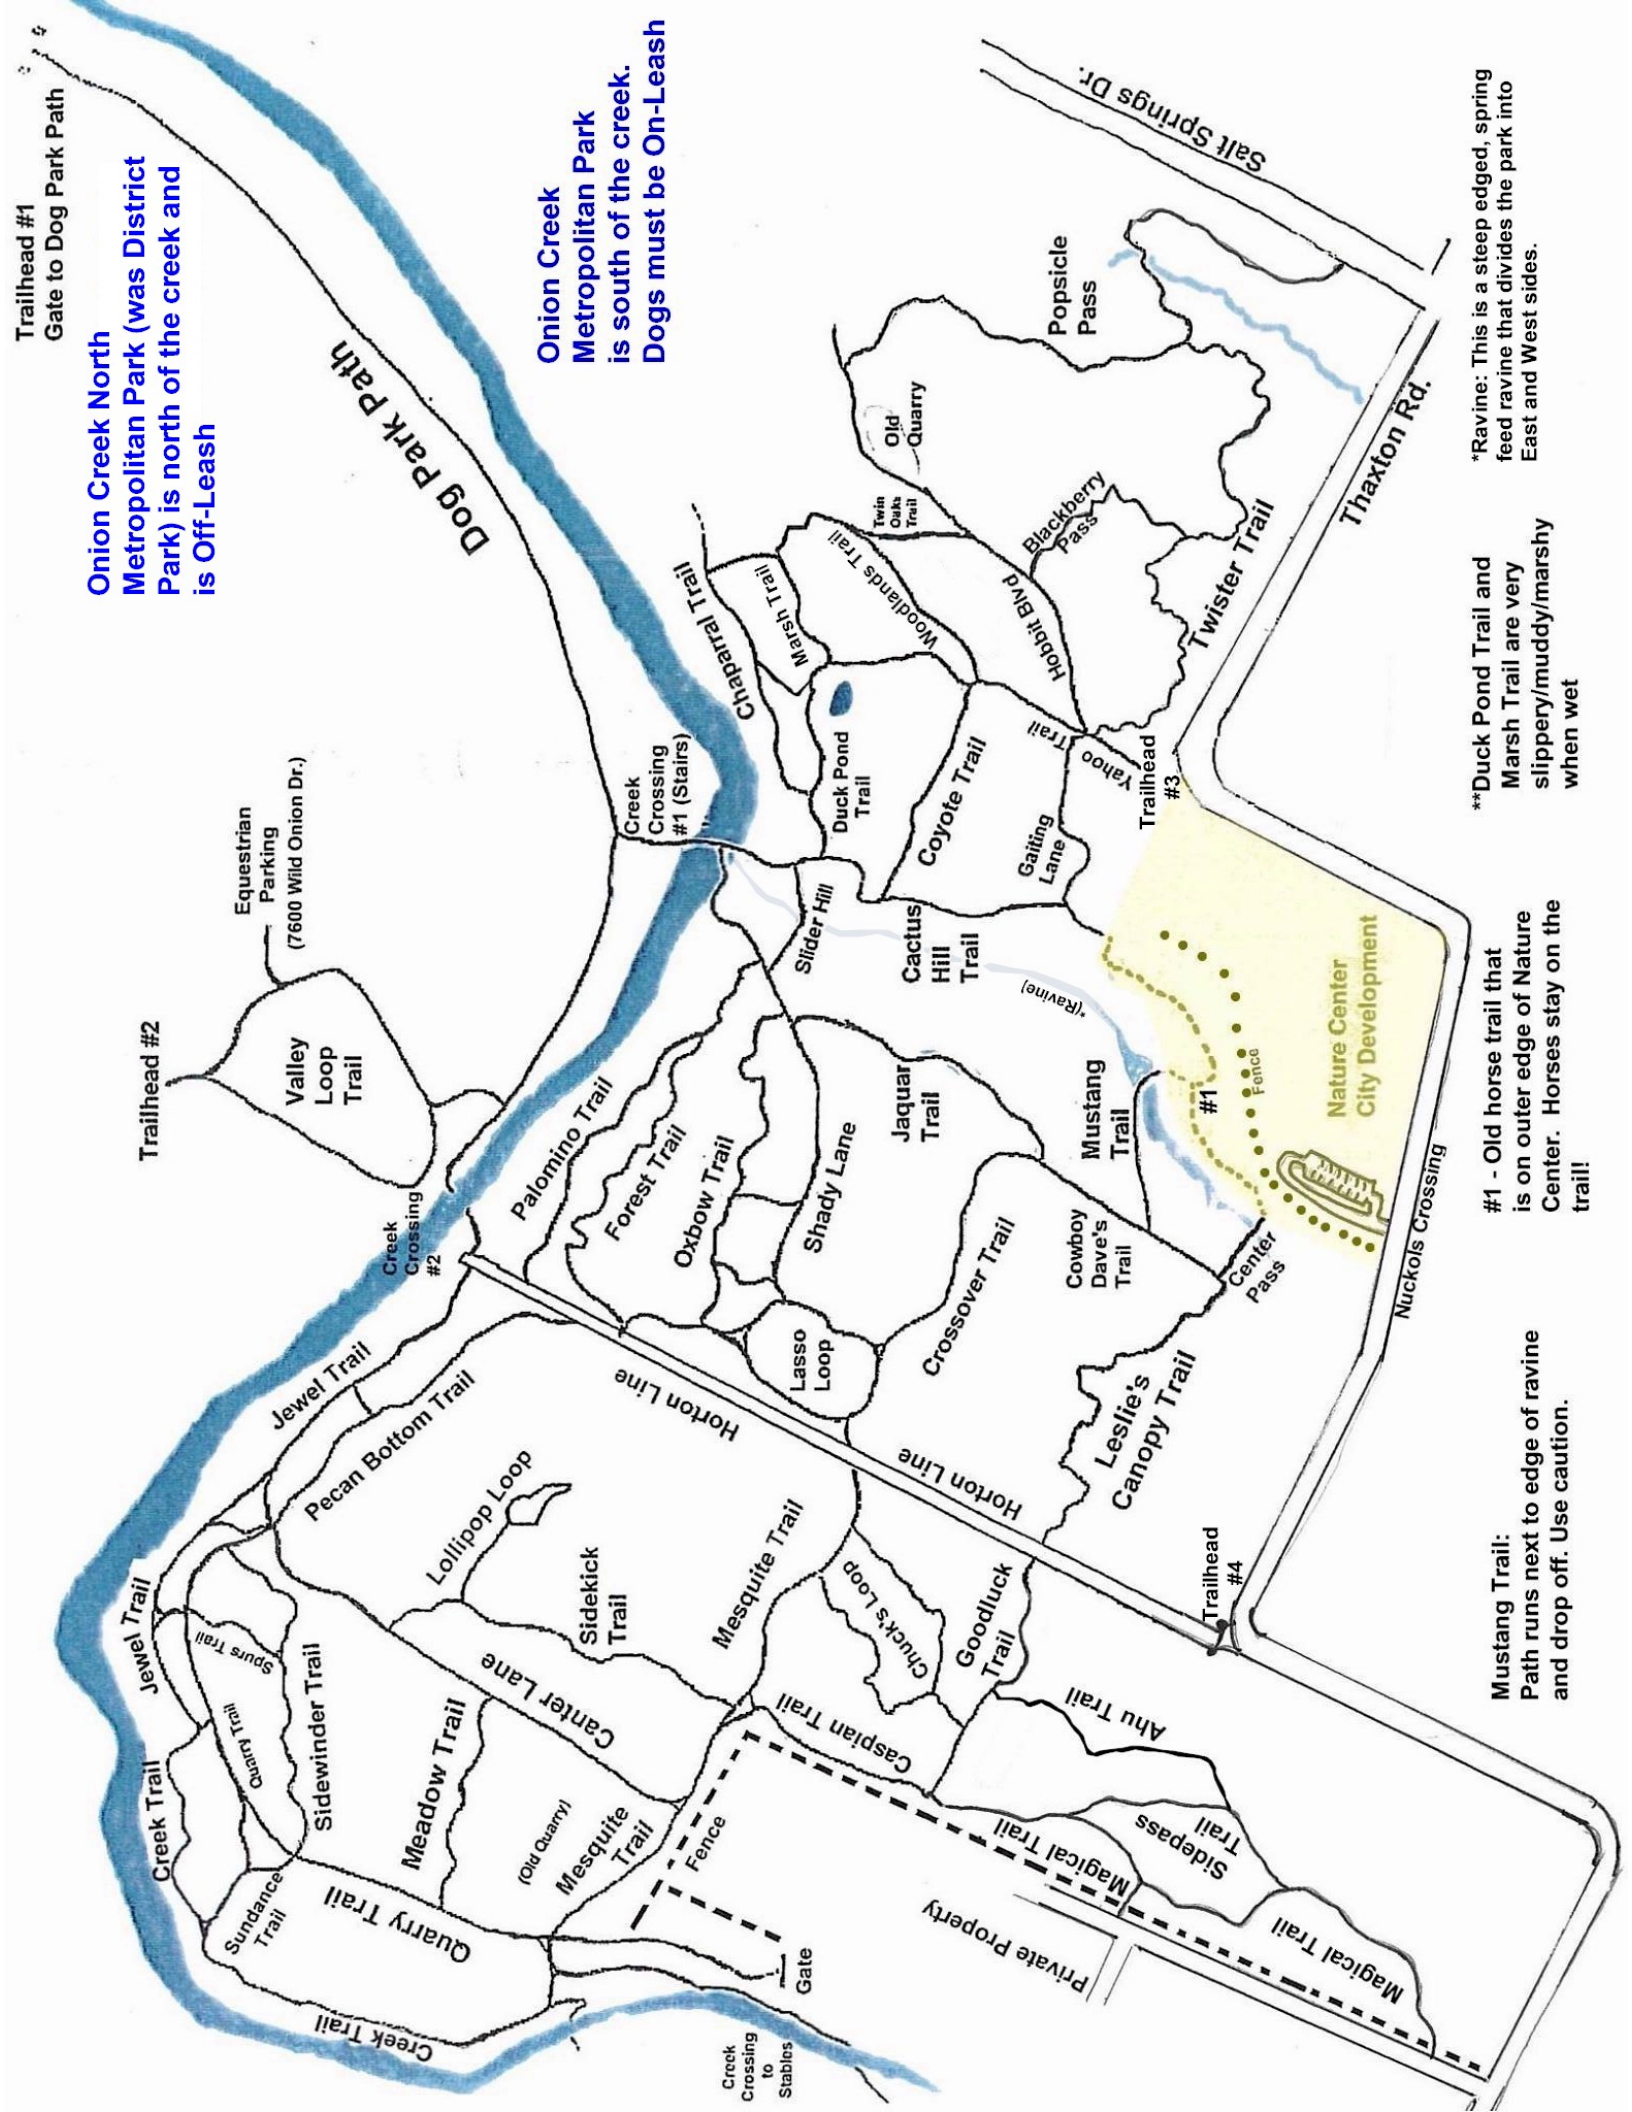 Trailhead #1
Gate to Dog Park Path
Onion Creek North
Metropolitan Park (was District
Park) is north of the creek and
is Off-Leash
Onion Creek
Metropolitan Park
is south of the creek.
Dogs must be On-Leash
Dog Park Path
Equestrian
Parking
(7600 Wild Onion Dr.)
Trailhead #2
Valley
Loop
Trail
Creek
Crossing
#1 (Stairs)
Creek
Crossing
#2
Salt Springs Dr.
Thaxton Rd.
Popsicle
Pass
Old
Quarry
Twin
Oaks
Trail
Blackberry
Pass
Twister Trail
Hobbit Blvd
Woodlands Trail
Marsh Trail
Chaparral Trail
Duck Pond
Trail
Coyote Trail
Yahoo
Trail
Gaiting
Lane
Trailhead
#3
Slider Hill
Cactus
Hill
Trail
(*Ravine)
Nature Center
City Development
Fence
#1
Mustang
Trail
Jaquar
Trail
Palomino Trail
Forest Trail
Oxbow Trail
Shady Lane
Cowboy
Dave's
Trail
Center
Pass
Crossover Trail
Lasso
Loop
Leslie's
Canopy Trail
Nuckols Crossing
Horton Line
Horton Line
Horton
Jewel Trail
Pecan Bottom Trail
Lollipop Loop
Sidekick
Trail
Mesquite Trail
Chuck's Loop
Goodluck
Trail
Trailhead
#4
Jewel Trail
Spurs Trail
Quarry Trail
Sidewinder Trail
Canter Lane
Meadow Trail
Caspian Trail
Ahu Trail
Creek Trail
Sundance
Trail
Quarry Trail
(Old Quarry)
Mesquite
Trail
Fence
Magical Trail
Sidepass
Trail
Magical
Magical Trail
Private Property
Gate
Creek Trail
Creek
Crossing
to
Stables
*Ravine: This is a steep edged, spring
feed ravine that divides the park into
East and West sides.
**Duck Pond Trail and
Marsh Trail are very
slippery/muddy/marshy
when wet
#1 - Old horse trail that
is on outer edge of Nature
Center. Horses stay on the
trail!
Mustang Trail:
Path runs next to edge of ravine
and drop off. Use caution.